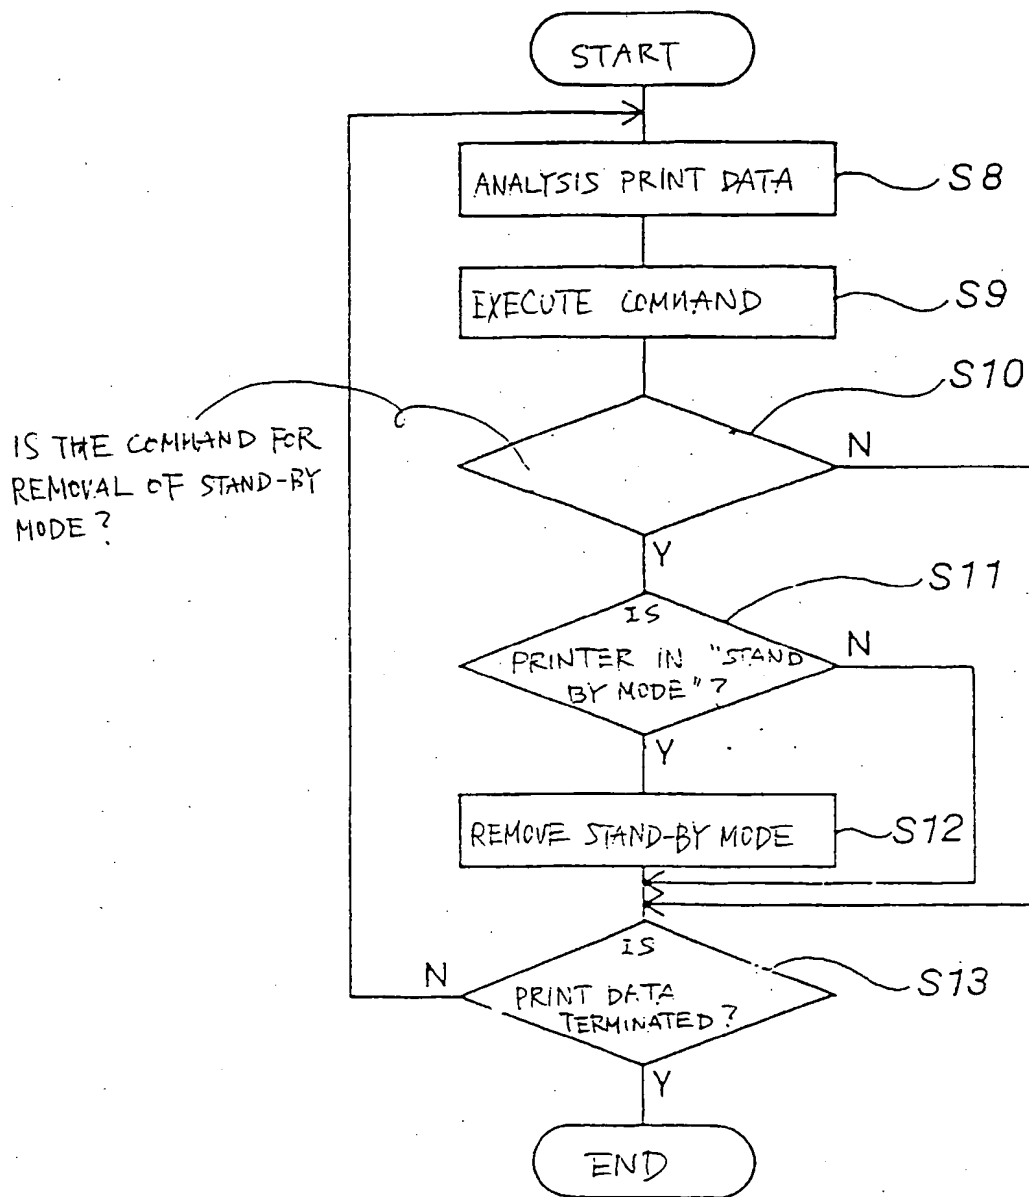 START
ANALYSIS PRINT DATA
S8
EXECUTE COMMAND
S9
S10
IS THE COMMAND FOR
REMOVAL OF STAND-BY
MODE?
N
Y
S11
IS
PRINTER IN "STAND
BY MODE"?
N
Y
REMOVE STAND-BY MODE
S12
IS
PRINT DATA
TERMINATED?
S13
N
Y
END